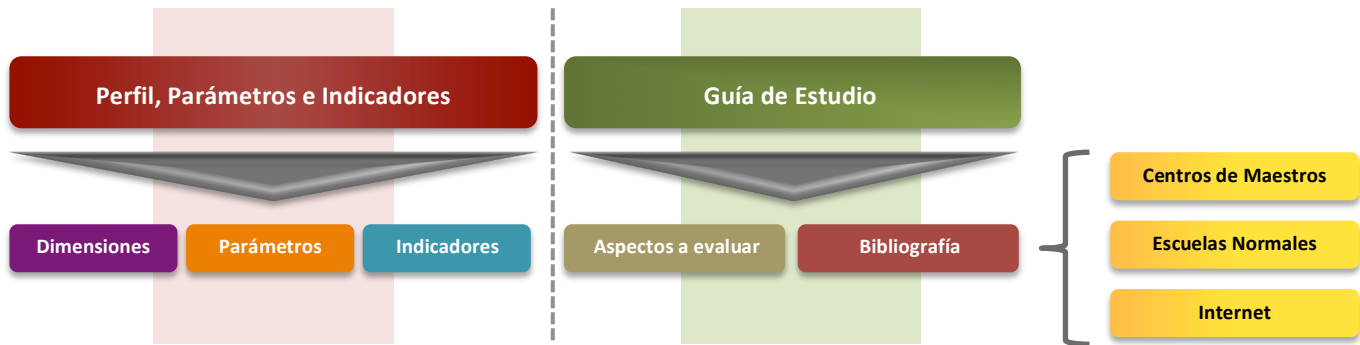 Perfil, Parámetros e Indicadores
Guía de Estudio
Dimensiones
Parámetros
Indicadores
Aspectos a evaluar
Bibliografía
Centros de Maestros
Escuelas Normales
Internet